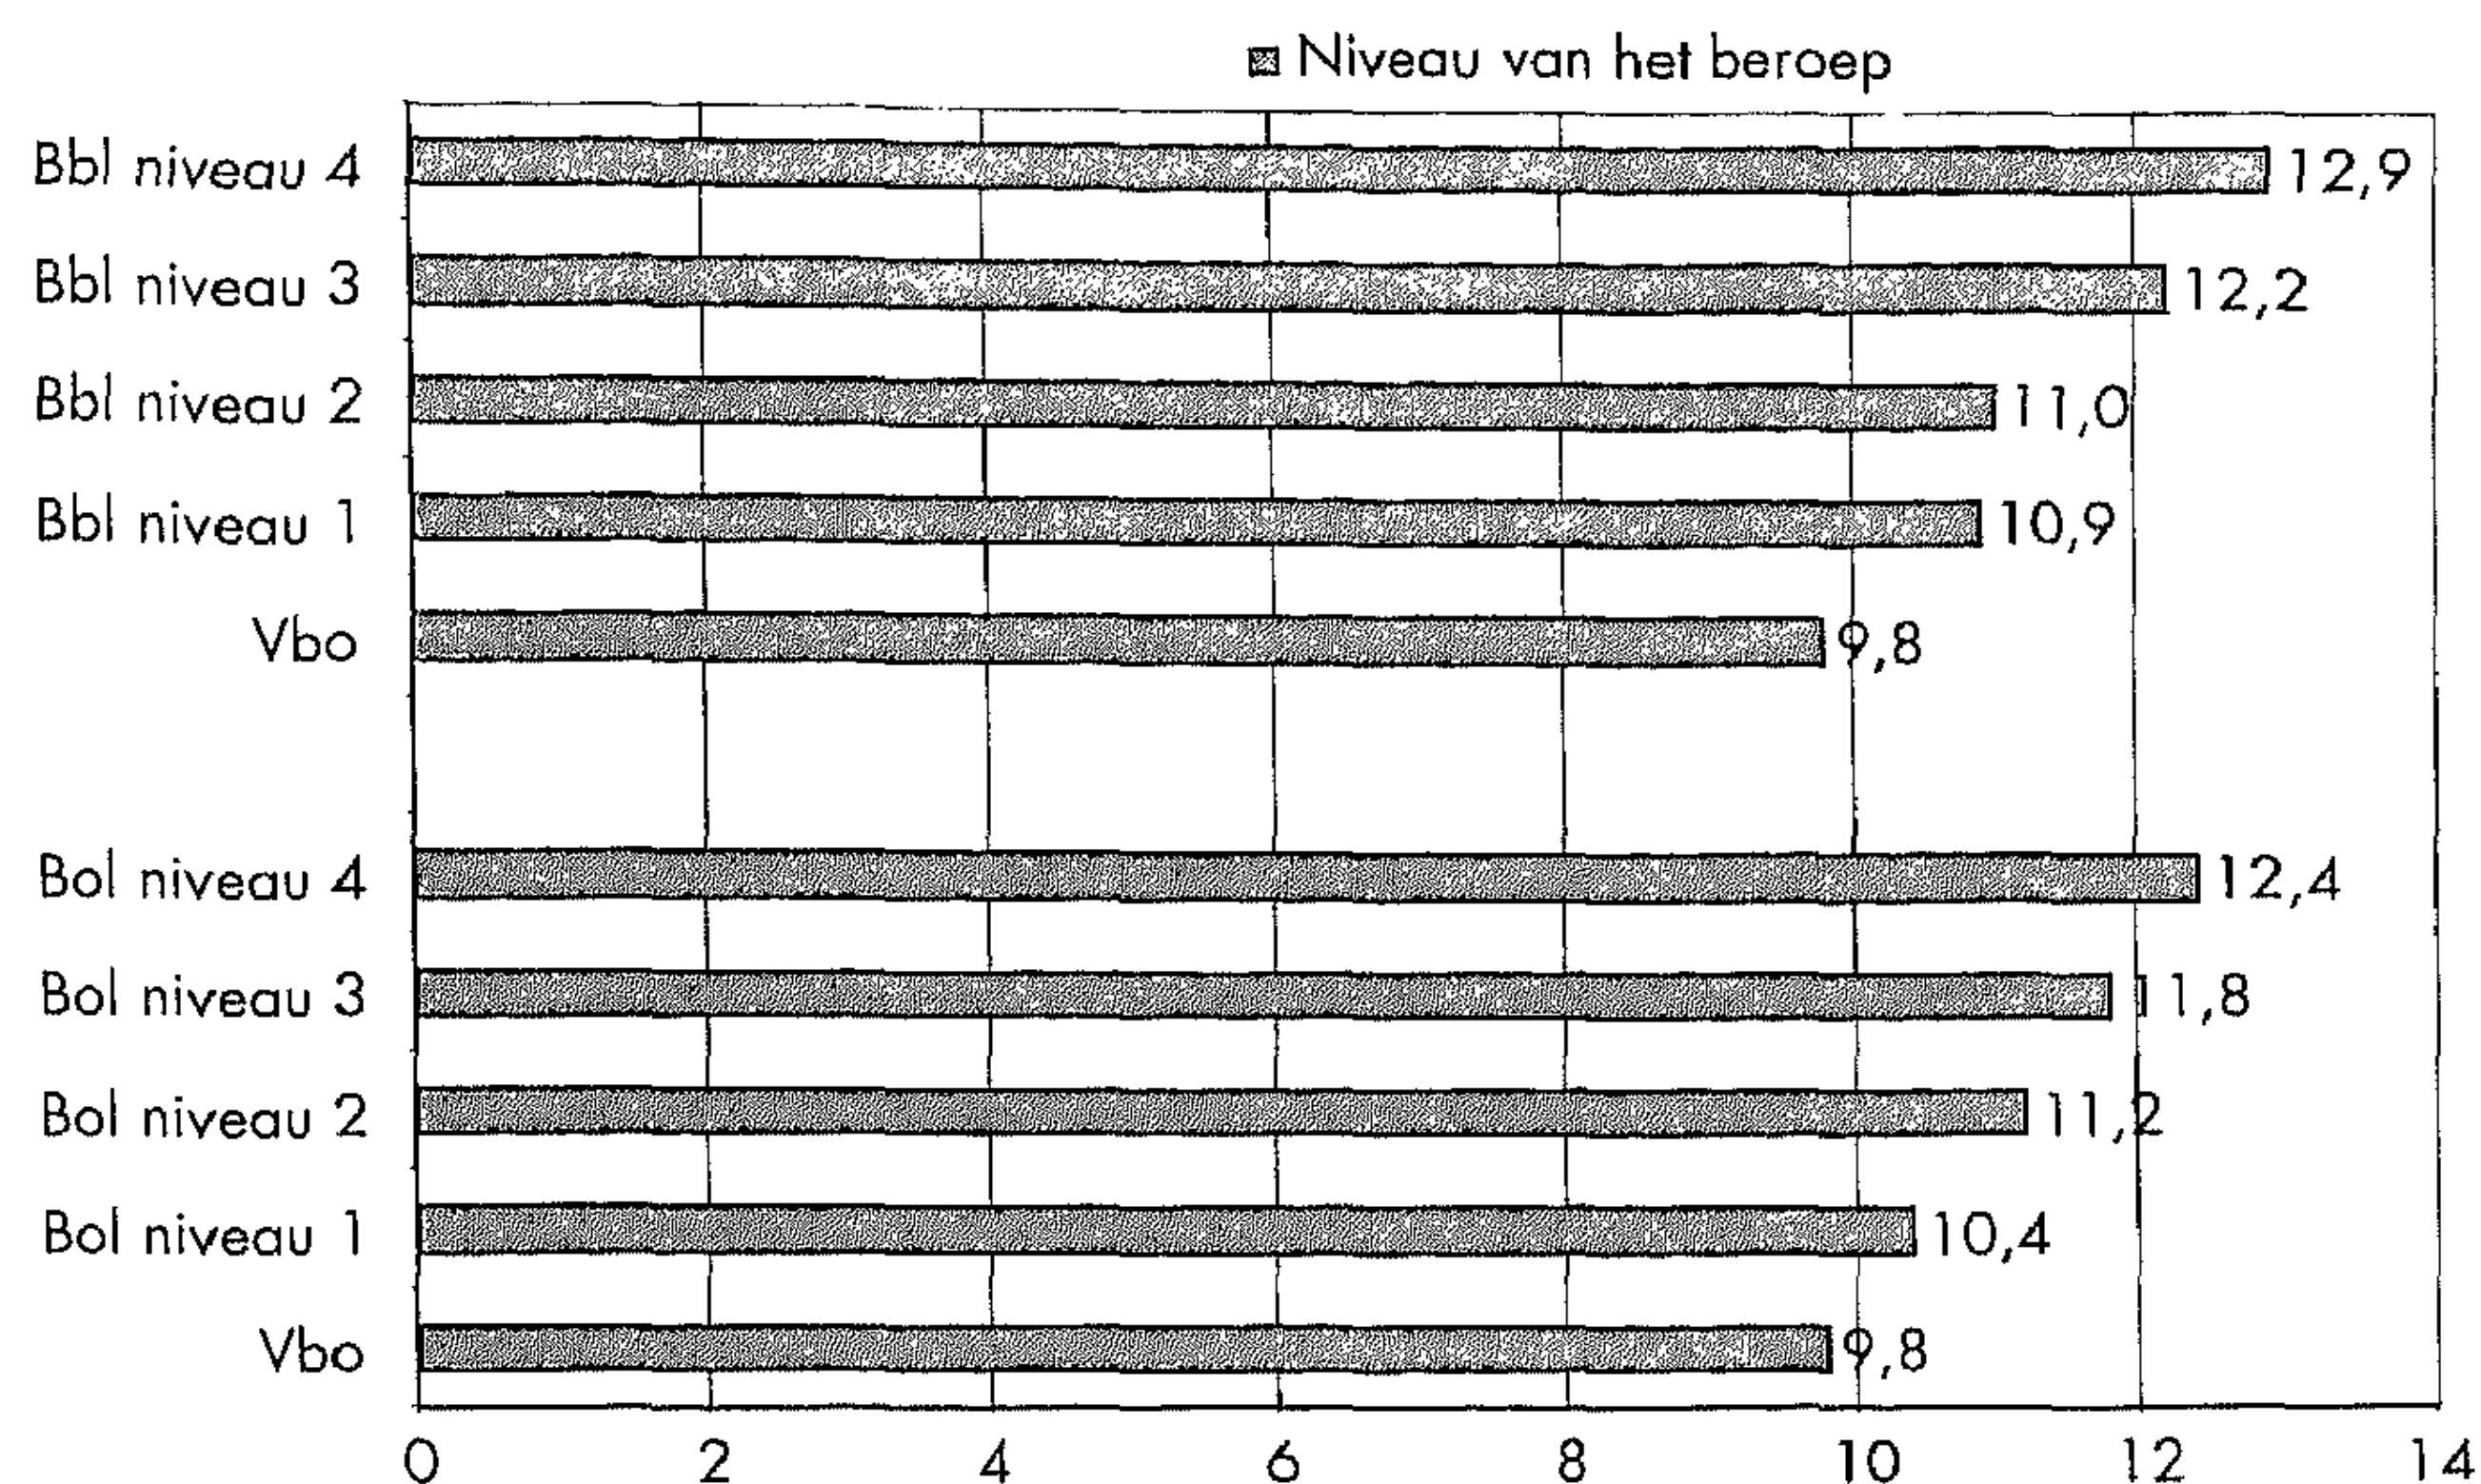 Niveau van het beroep
Bbl niveau 4 12,9
Bbl niveau 3 12,2
Bbl niveau 2 11,0
Bbl niveau 1 10,9
Vbo 9,8
Bol niveau 4 12,4
Bol niveau 3 11,8
Bol niveau 2 11,2
Bol niveau 1 10,4
Vbo 9,8
0 2 4 6 8 10 12 14